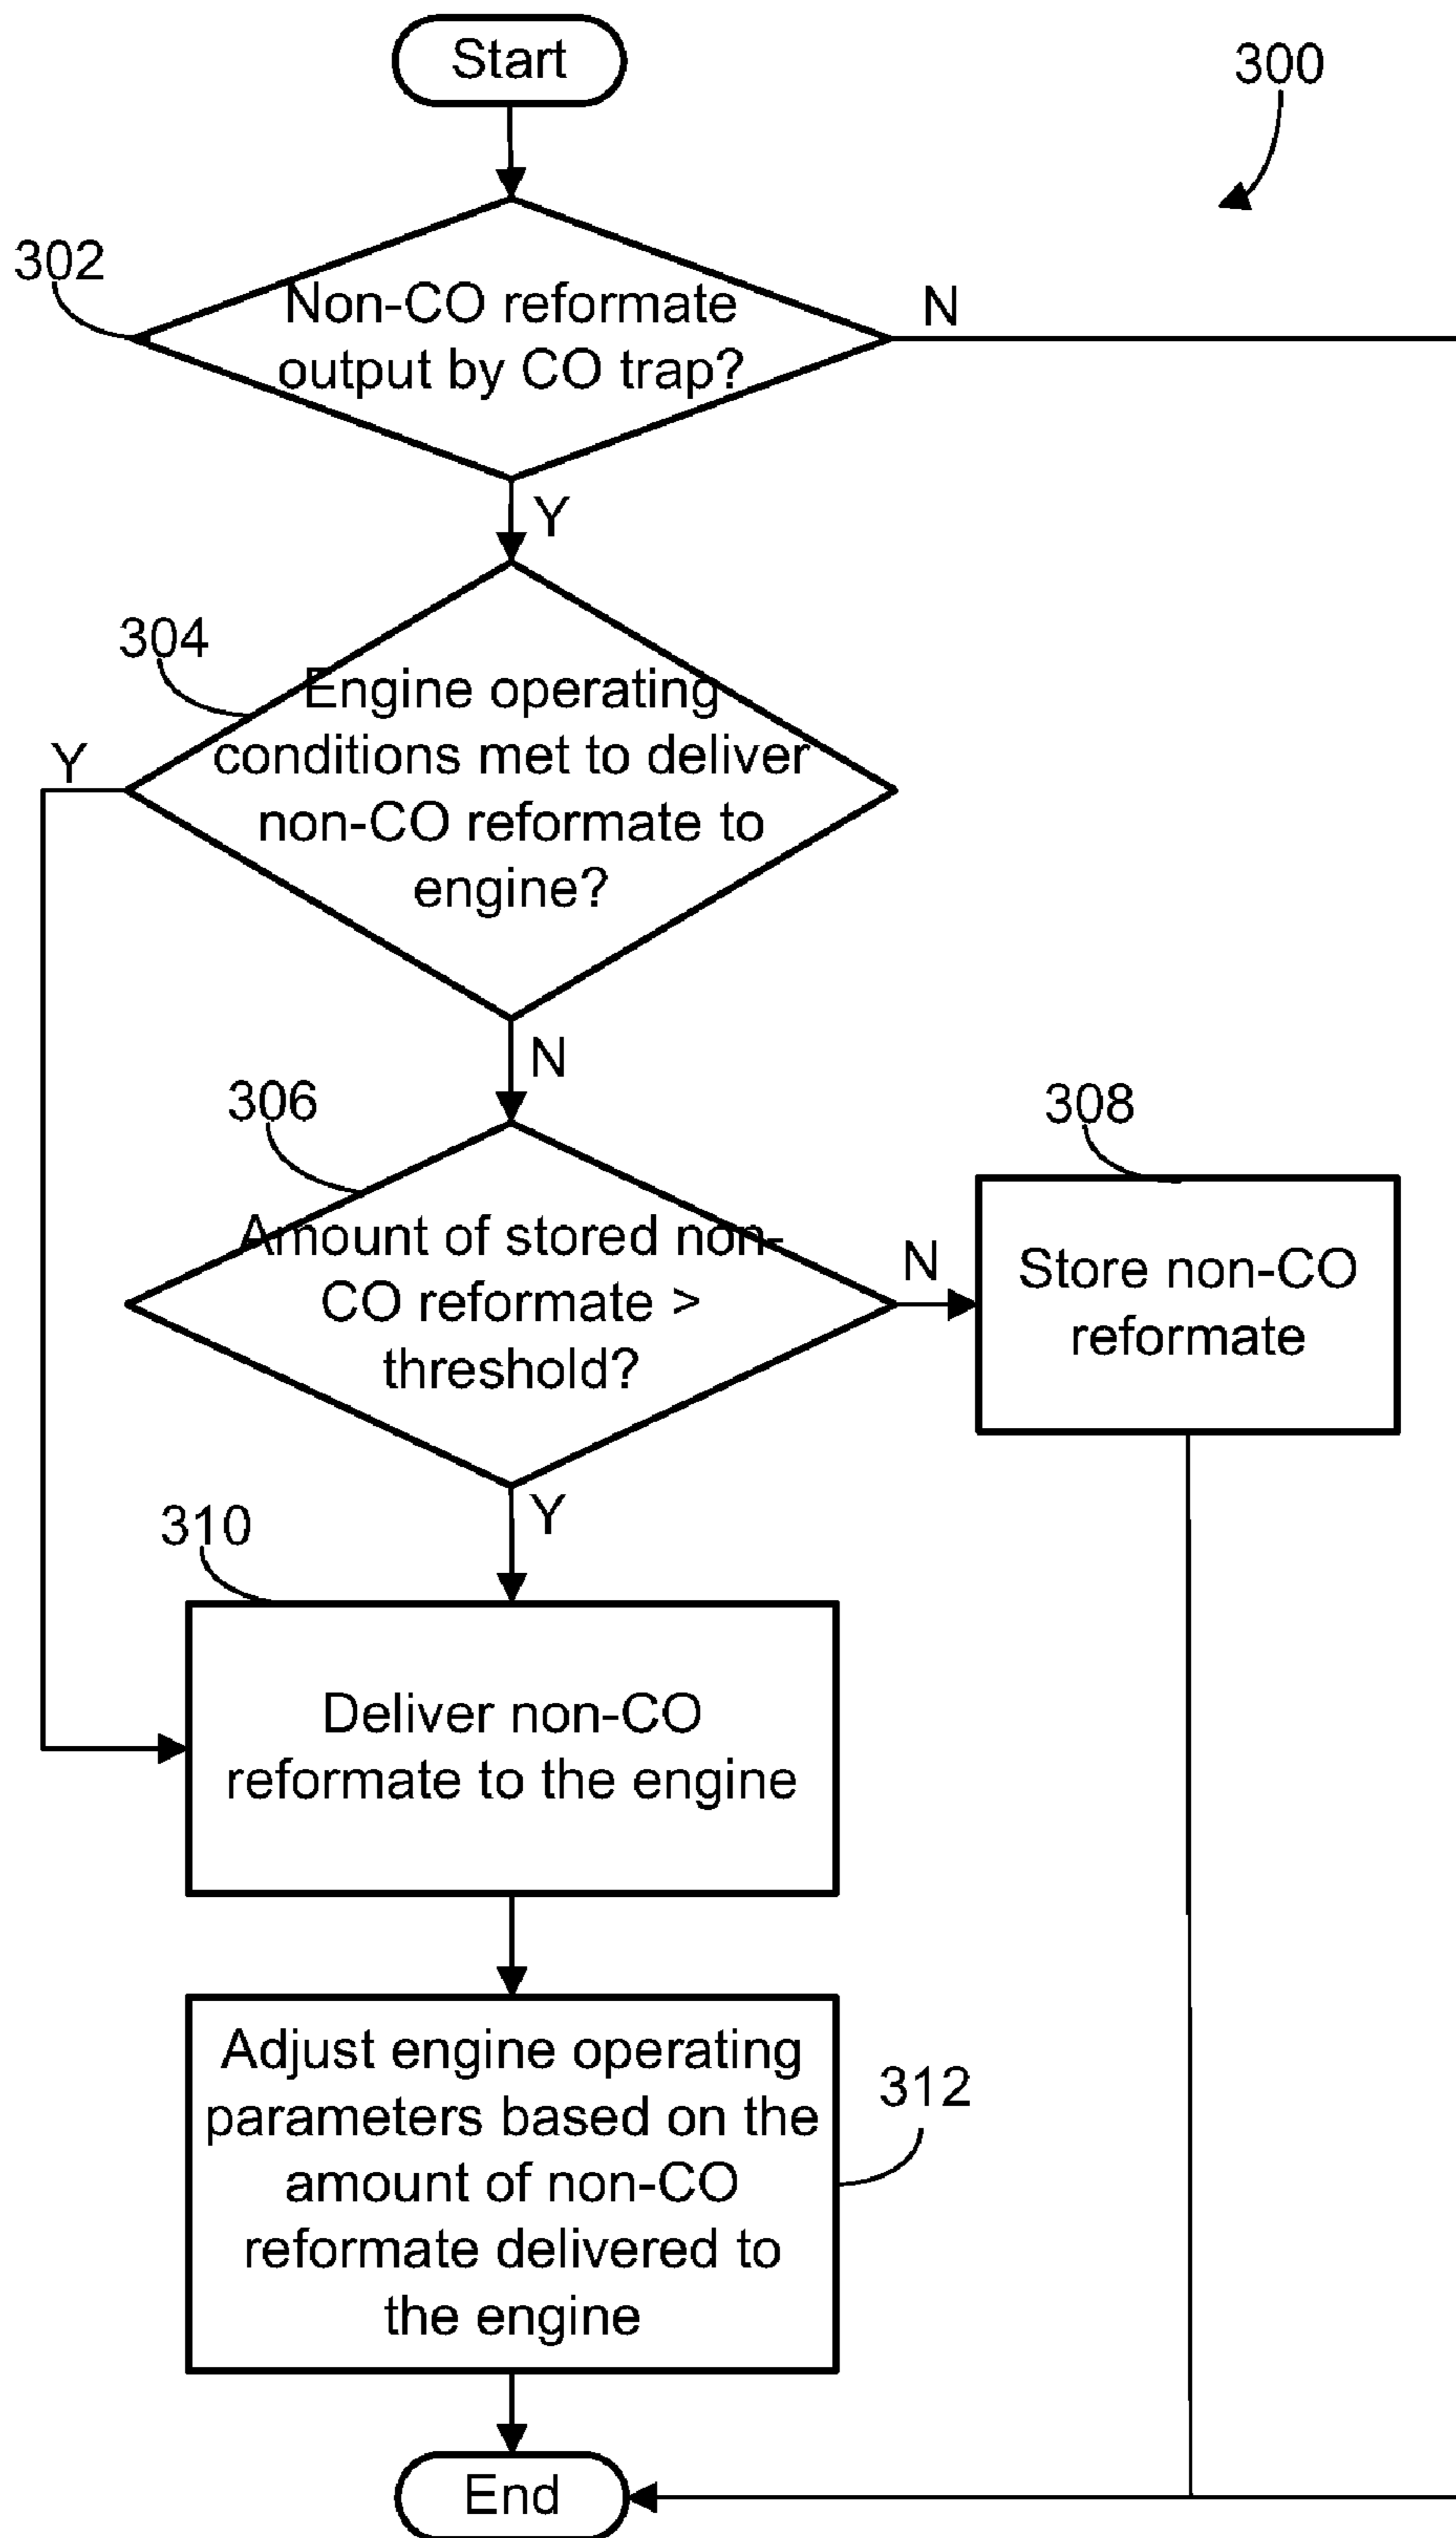 Start
300
302
Non-CO reformate
output by CO trap?
N
Y
304
Engine operating
conditions met to deliver
non-CO reformate to
engine?
Y
N
306
308
Amount of stored non-
CO reformate >
threshold?
N
Store non-CO
reformate
Y
310
Deliver non-CO
reformate to the engine
Adjust engine operating
parameters based on the
amount of non-CO
reformate delivered to
the engine
312
End